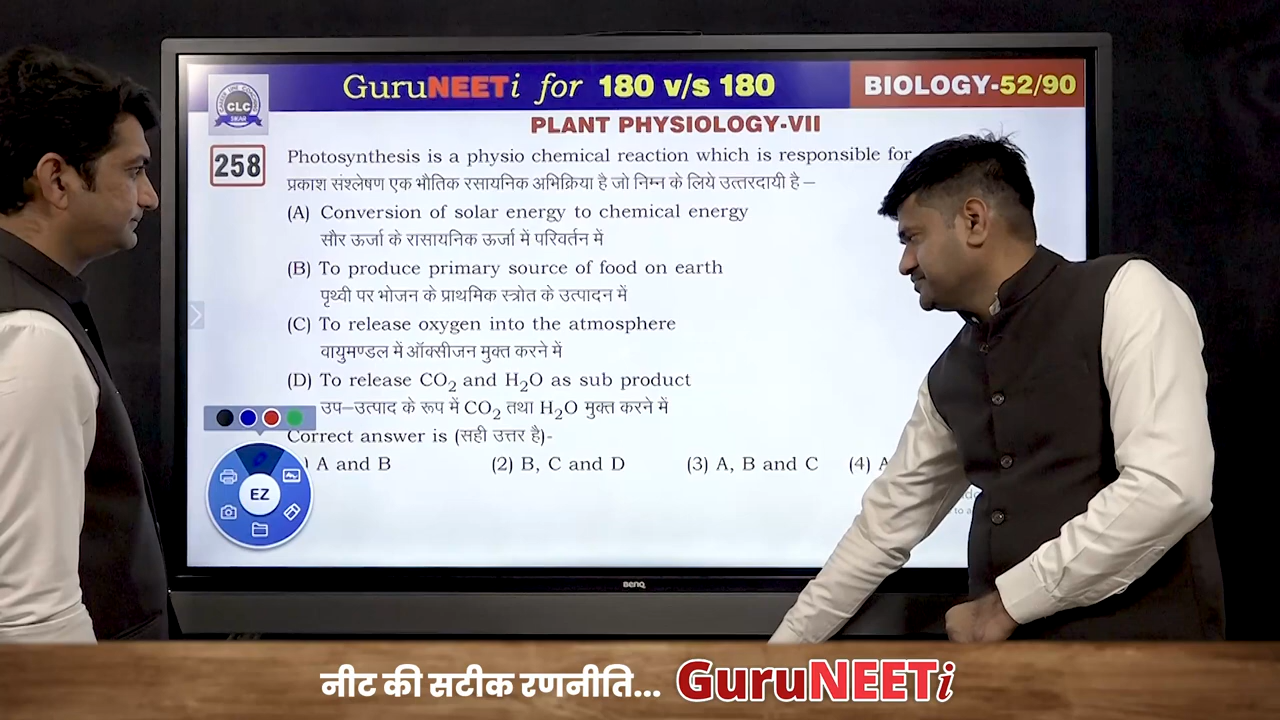 GuruNEETi for 180 v/s 180
BIOLOGY-52/90
CLC
SIKAR
PLANT PHYSIOLOGY-VII
258
Photosynthesis is a physio chemical reaction which is responsible for
प्रकाश संश्लेषण एक भौतिक रसायनिक अभिक्रिया है जो निम्न के लिये उत्तरदायी है –
(A) Conversion of solar energy to chemical energy
सौर ऊर्जा के रासायनिक ऊर्जा में परिवर्तन में
(B) To produce primary source of food on earth
पृथ्वी पर भोजन के प्राथमिक स्त्रोत के उत्पादन में
(C) To release oxygen into the atmosphere
वायुमण्डल में ऑक्सीजन मुक्त करने में
(D) To release CO2 and H2O as sub product
उप–उत्पाद के रूप में CO2 तथा H2O मुक्त करने में
Correct answer is (सही उत्तर है)-
) A and B (2) B, C and D (3) A, B and C (4) A
EZ
BenQ
नीट की सटीक रणनीति... GuruNEETi